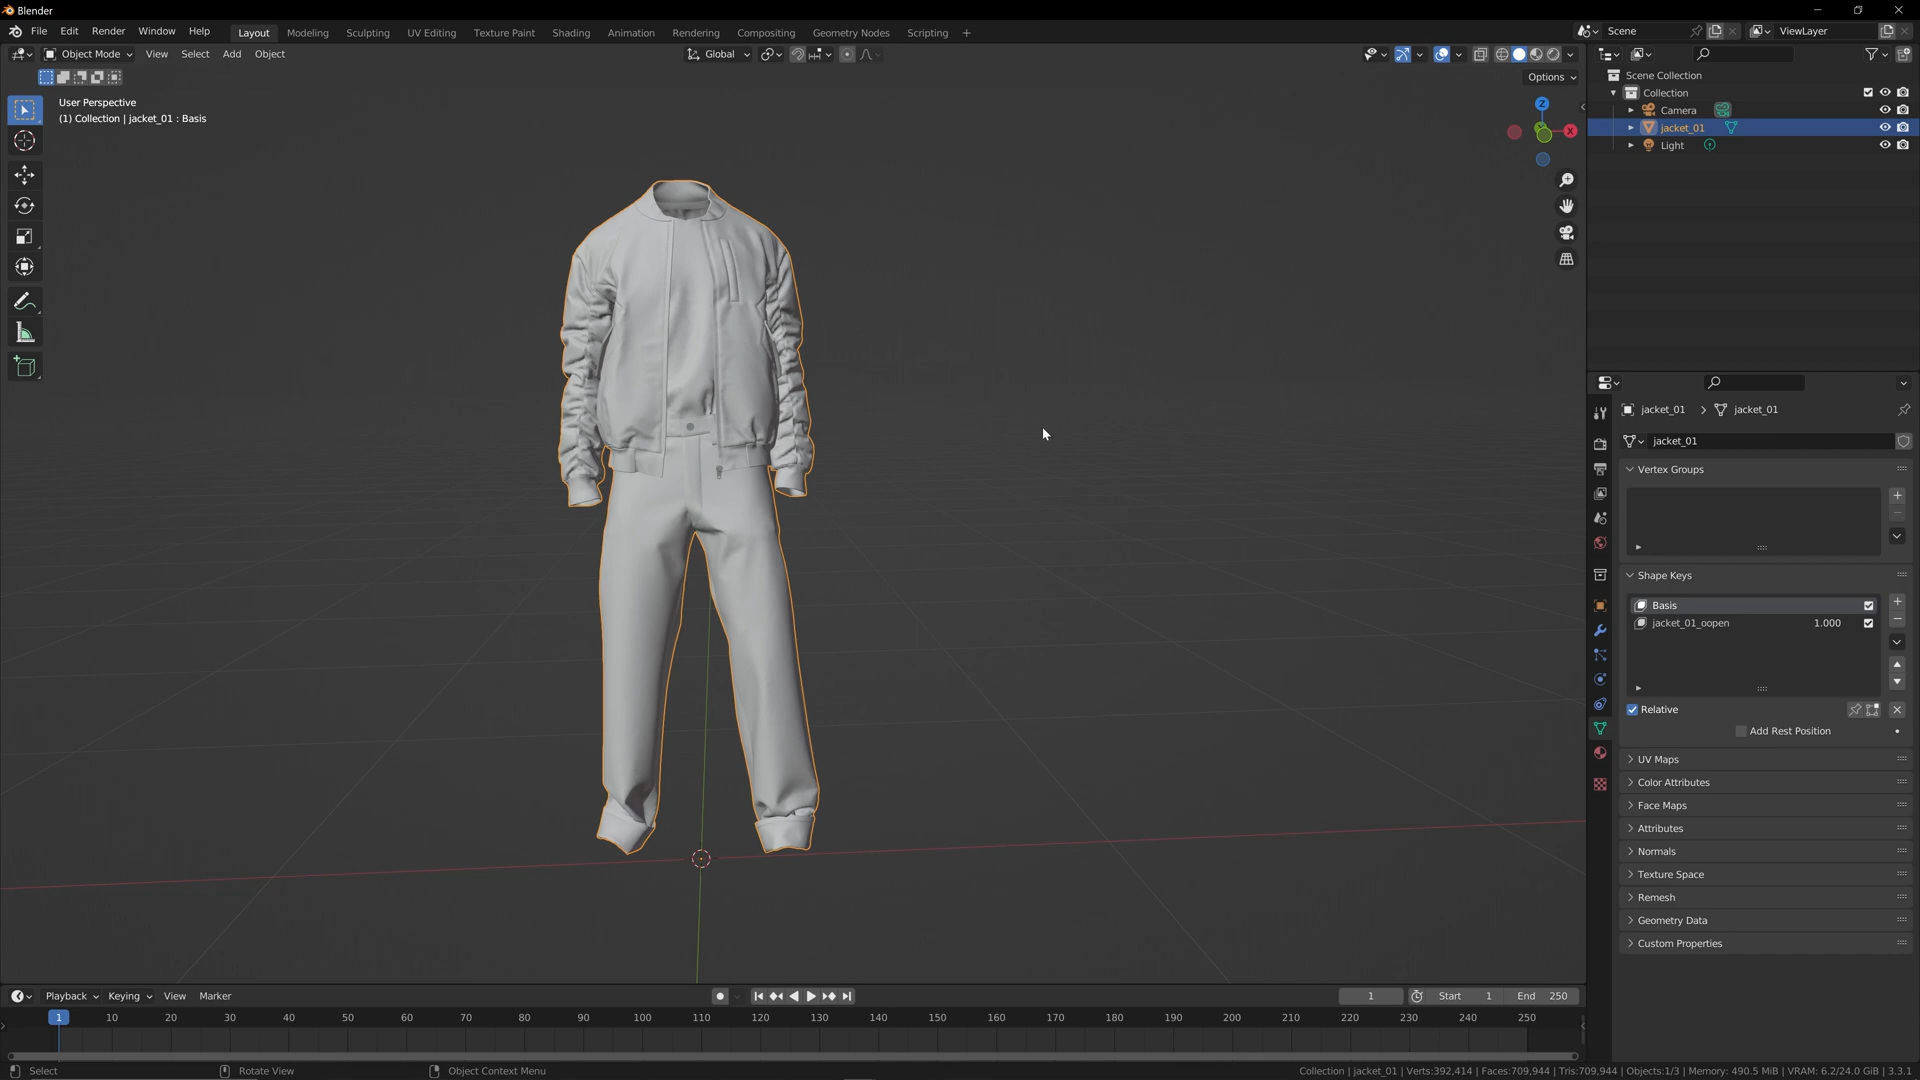 Blender
File Edit Render Window Help Layout Modeling Sculpting UV Editing Texture Paint Shading Animation Rendering Compositing Geometry Nodes Scripting + Scene ViewLayer
Object Mode View Select Add Object Global
Options
User Perspective
(1) Collection | jacket_01 : Basis
Z
X
Scene Collection
Collection
Camera
jacket_01
Light
jacket_01 > jacket_01
jacket_01
Vertex Groups
Shape Keys
Basis
jacket_01_oopen 1.000
Relative
Add Rest Position
UV Maps
Color Attributes
Face Maps
Attributes
Normals
Texture Space
Remesh
Geometry Data
Custom Properties
Playback Keying View Marker 1 Start 1 End 250
1 10 20 30 40 50 60 70 80 90 100 110 120 130 140 150 160 170 180 190 200 210 220 230 240 250
Select Rotate View Object Context Menu Collection | jacket_01 | Verts:392,414 | Faces:709,944 | Tris:709,944 | Objects:1/3 | Memory: 490.5 MiB | VRAM: 6.2/24.0 GiB | 3.3.1